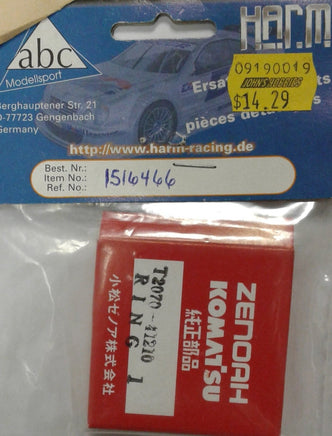 abc
Modellsport
Berghauptener Str. 21
D-77723 Gengenbach
Germany
H.A.R.M
09190019
JOHN'S HOBBIES
$14.29
Ersa
pièces dét
http://www.harm-racing.de
Best. Nr.:
Item No.: 1516466
Ref. No.:
ZENOAH
KOMATSU
純正部品
T2070-41210
RING 1
小松ゼノア株式会社